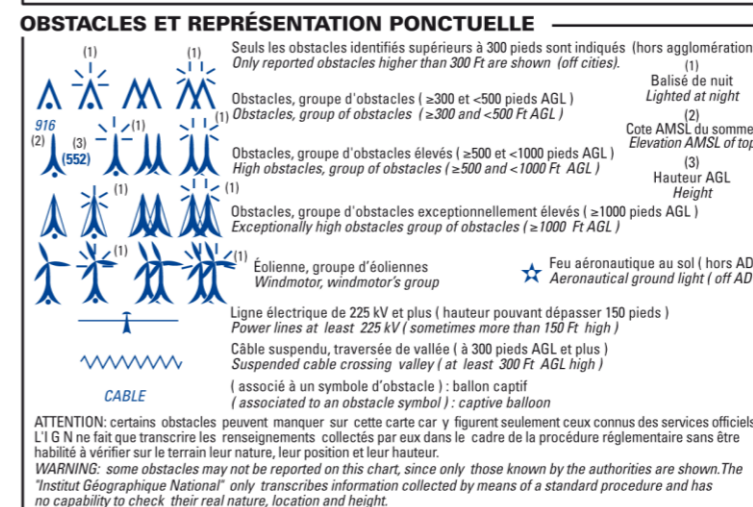 OBSTACLES ET REPRÉSENTATION PONCTUELLE
(1) (1)
Seuls les obstacles identifiés supérieurs à 300 pieds sont indiqués (hors agglomération
Only reported obstacles higher than 300 Ft are shown (off cities).
(1)
Balisé de nuit
Lighted at night
Obstacles, groupe d'obstacles ( ≥300 et <500 pieds AGL )
Obstacles, group of obstacles ( ≥300 and <500 Ft AGL )
916
(2) (3) (1) (1)
(552)
(2)
Cote AMSL du somme
Elevation AMSL of top
Obstacles, groupe d'obstacles élevés ( ≥500 et <1000 pieds AGL )
High obstacles, group of obstacles ( ≥500 and <1000 Ft AGL )
(3)
Hauteur AGL
Height
(1) (1)
Obstacles, groupe d'obstacles exceptionnellement élevés ( ≥1000 pieds AGL )
Exceptionally high obstacles group of obstacles ( ≥1000 Ft AGL )
(1) (1)
Éolienne, groupe d'éoliennes
Windmotor, windmotor's group
Feu aéronautique au sol ( hors AD
Aeronautical ground light ( off AD
Ligne électrique de 225 kV et plus ( hauteur pouvant dépasser 150 pieds )
Power lines at least 225 kV ( sometimes more than 150 Ft high )
Câble suspendu, traversée de vallée ( à 300 pieds AGL et plus )
Suspended cable crossing valley ( at least 300 Ft AGL high )
CABLE
( associé à un symbole d'obstacle ) : ballon captif
( associated to an obstacle symbol ) : captive balloon
ATTENTION: certains obstacles peuvent manquer sur cette carte car y figurent seulement ceux connus des services officiels
L'I G N ne fait que transcrire les renseignements collectés par eux dans le cadre de la procédure réglementaire sans être
habilité à vérifier sur le terrain leur nature, leur position et leur hauteur.
WARNING: some obstacles may not be reported on this chart, since only those known by the authorities are shown.The
"Institut Géographique National" only transcribes information collected by means of a standard procedure and has
no capability to check their real nature, location and height.